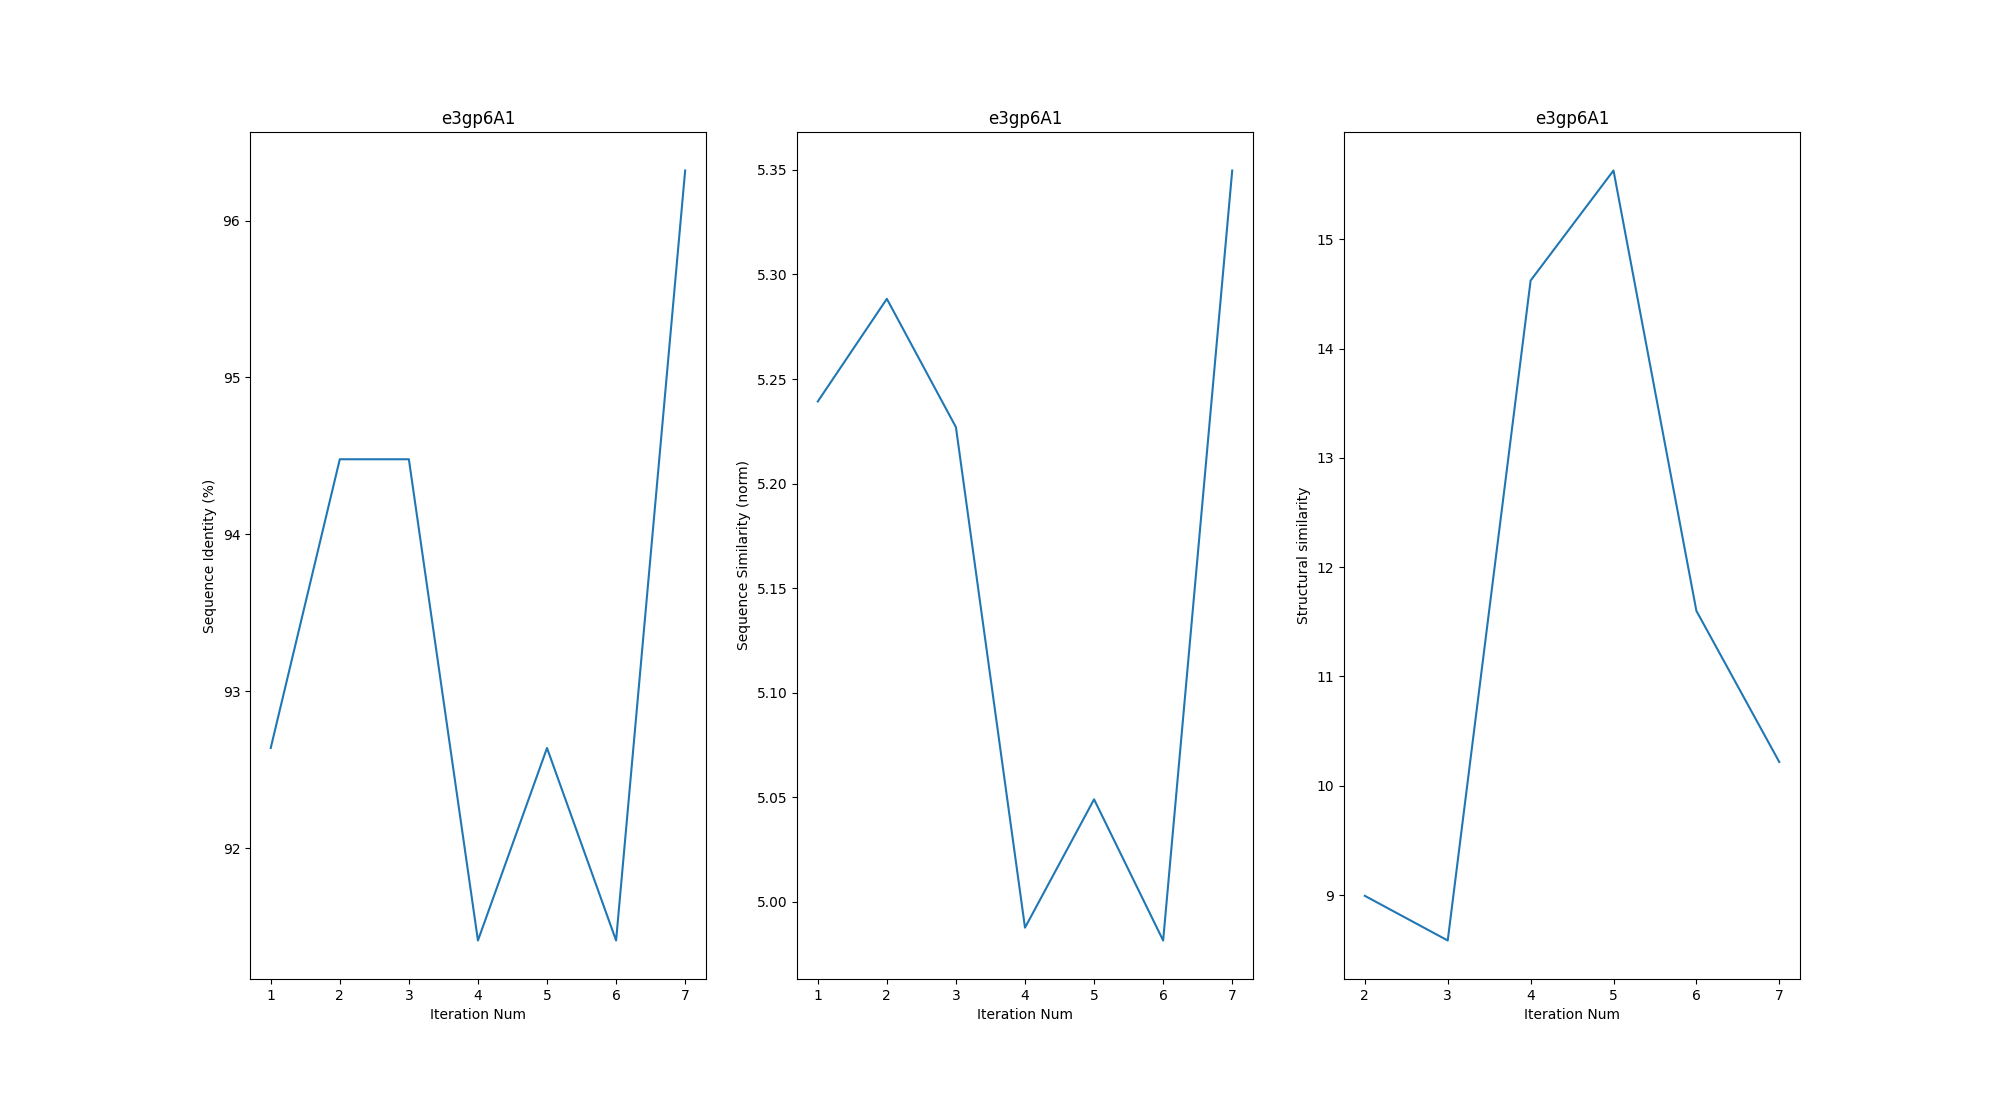 e3gp6A1
Sequence Identity (%)
96
95
94
93
92
1 2 3 4 5 6 7
Iteration Num
e3gp6A1
Sequence Similarity (norm)
5.35
5.30
5.25
5.20
5.15
5.10
5.05
5.00
1 2 3 4 5 6 7
Iteration Num
e3gp6A1
Structural similarity
15
14
13
12
11
10
9
2 3 4 5 6 7
Iteration Num